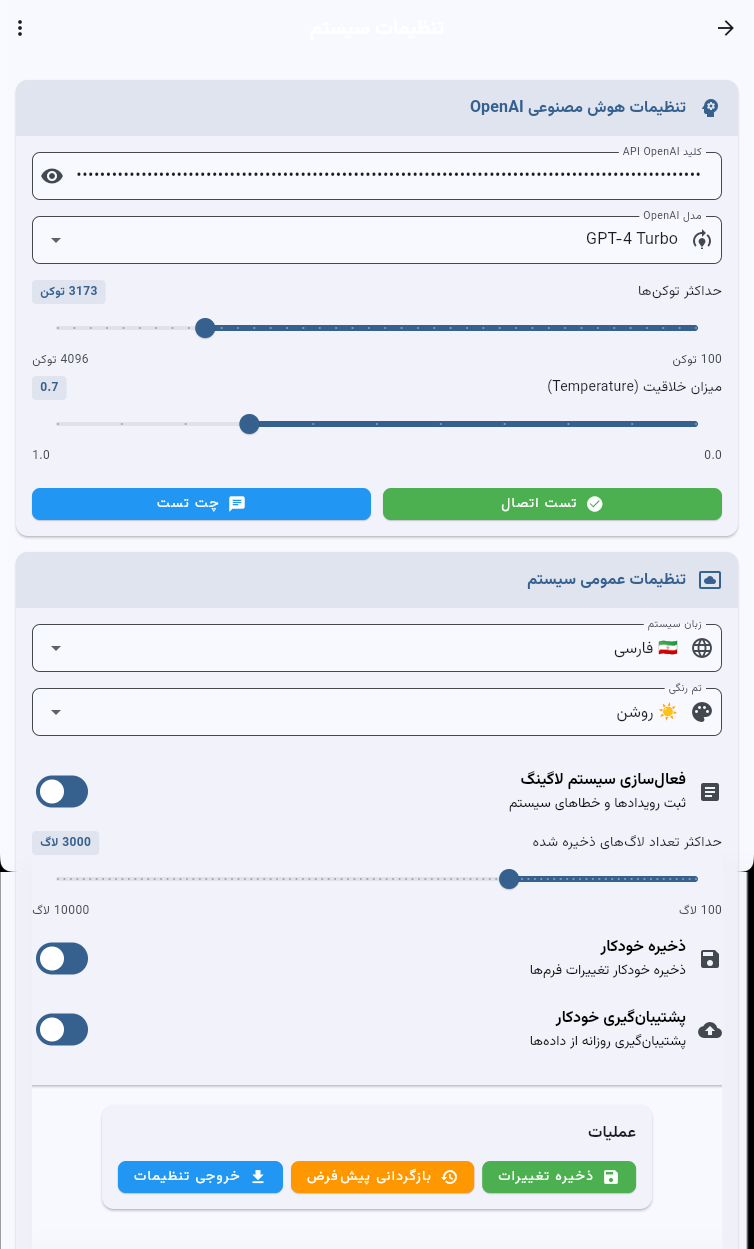 تنظیمات سیستم
تنظیمات هوش مصنوعی OpenAI
کلید API OpenAI
••••••••••••••••••••••••••••••••••••••••••••••••••••••••••••••••••••••••••••••••••••••••••••••••••••••••
مدل OpenAI
GPT-4 Turbo
حداکثر توکن‌ها
3173 توکن
100 توکن
4096 توکن
میزان خلاقیت (Temperature)
0.7
0.0
1.0
تست اتصال
چت تست
تنظیمات عمومی سیستم
زبان سیستم
🇮🇷 فارسی
تم رنگی
☀️ روشن
فعال‌سازی سیستم لاگینگ
ثبت رویدادها و خطاهای سیستم
حداکثر تعداد لاگ‌های ذخیره شده
3000 لاگ
100 لاگ
10000 لاگ
ذخیره خودکار
ذخیره خودکار تغییرات فرم‌ها
پشتیبان‌گیری خودکار
پشتیبان‌گیری روزانه از داده‌ها
عملیات
ذخیره تغییرات
بازگردانی پیش‌فرض
خروجی تنظیمات